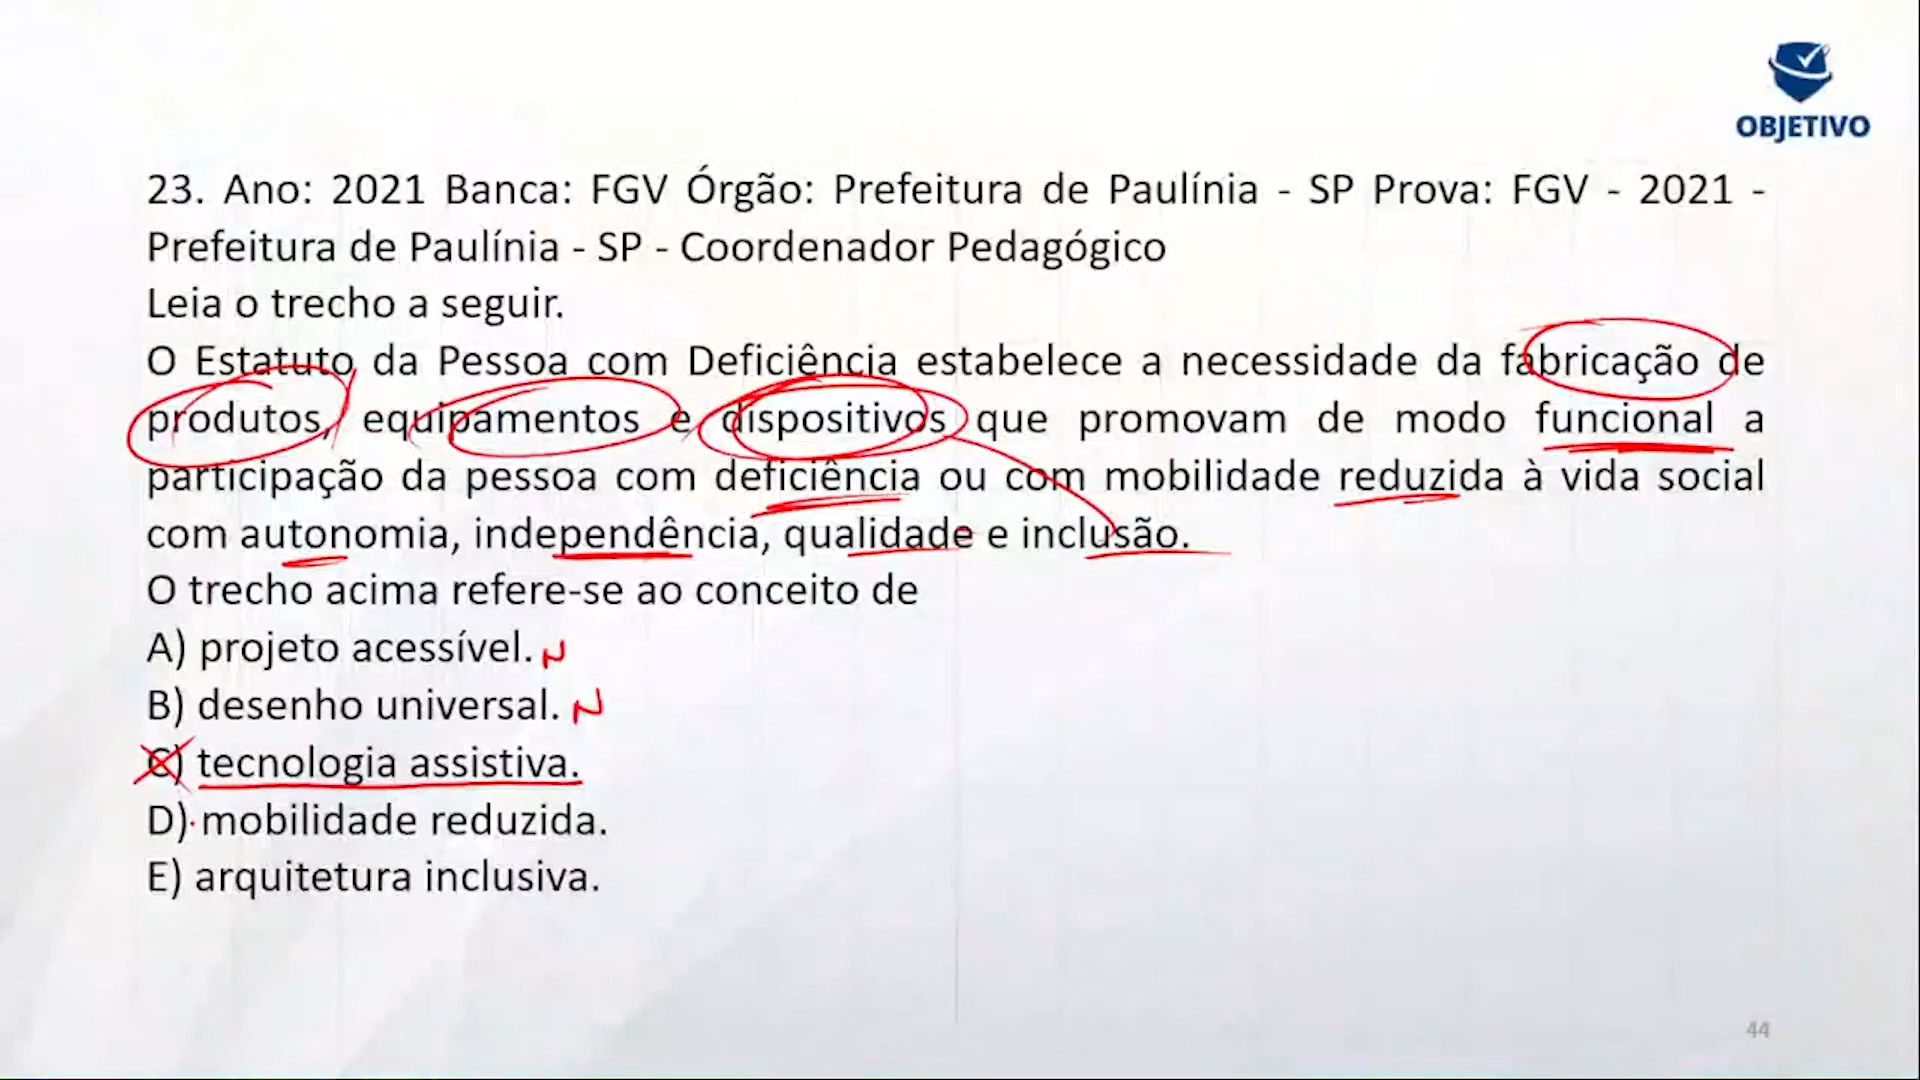 OBJETIVO
23. Ano: 2021 Banca: FGV Órgão: Prefeitura de Paulínia - SP Prova: FGV - 2021 -
Prefeitura de Paulínia - SP - Coordenador Pedagógico
Leia o trecho a seguir.
O Estatuto da Pessoa com Deficiência estabelece a necessidade da fabricação de
produtos, equipamentos e dispositivos que promovam de modo funcional a
participação da pessoa com deficiência ou com mobilidade reduzida à vida social
com autonomia, independência, qualidade e inclusão.
O trecho acima refere-se ao conceito de
A) projeto acessível. N
B) desenho universal. N
C) tecnologia assistiva.
D) mobilidade reduzida.
E) arquitetura inclusiva.
44